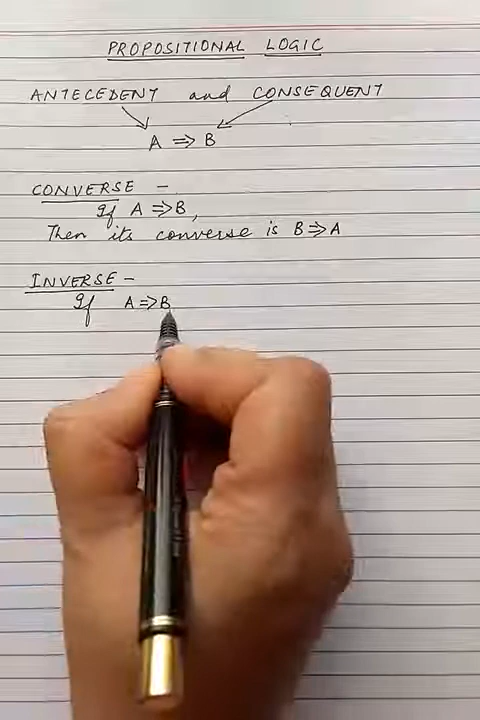 PROPOSITIONAL LOGIC
ANTECEDENT and CONSEQUENT
A ⇒ B
CONVERSE -
If A ⇒ B,
Then its converse is B ⇒ A
INVERSE -
If A ⇒ B